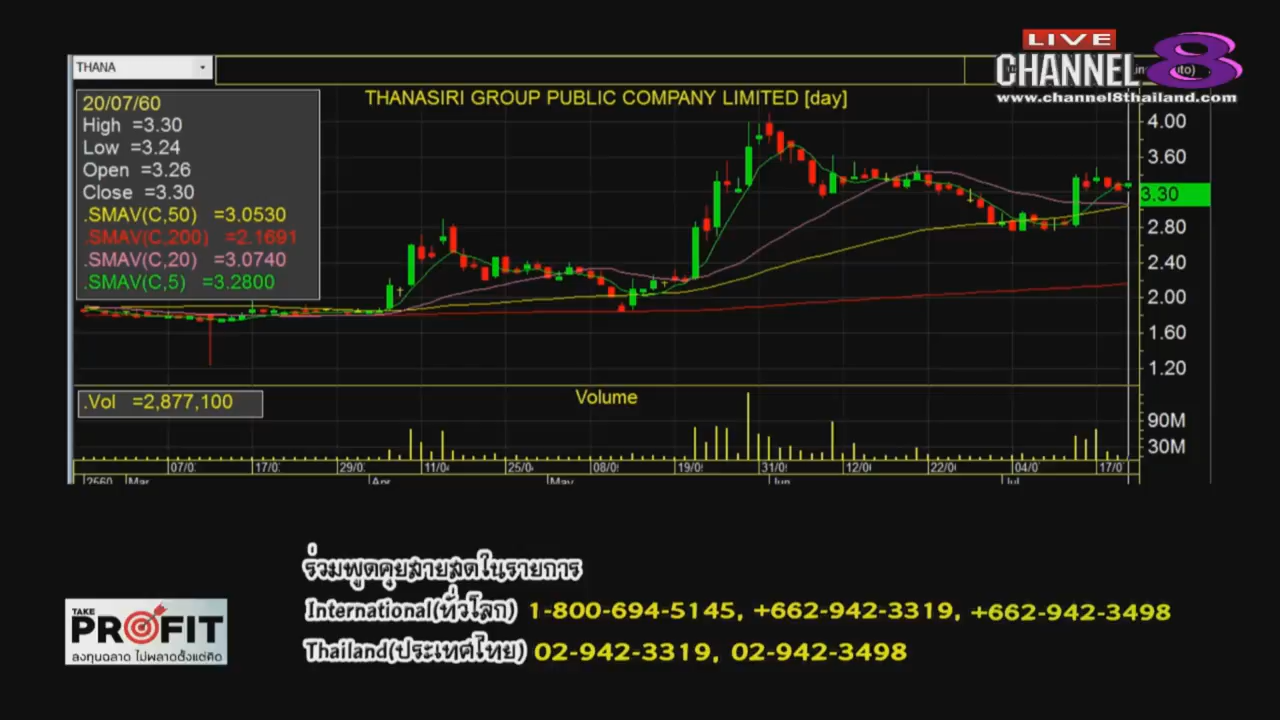 LIVE
CHANNEL 8
www.channel8thailand.com
THANA
THANASIRI GROUP PUBLIC COMPANY LIMITED [day]
20/07/60
High =3.30
Low =3.24
Open =3.26
Close =3.30
.SMAV(C,50) =3.0530
.SMAV(C,200) =2.1691
.SMAV(C,20) =3.0740
.SMAV(C,5) =3.2800
4.00
3.60
3.30
2.80
2.40
2.00
1.60
1.20
.Vol =2,877,100
Volume
90M
30M
07/0 17/0 29/0 11/0 25/0 08/0 19/0 31/0 12/0 22/0 04/0 17/0
2560 Mar Apr May Jun Jul
ร่วมพูดคุยสายสดในรายการ
International(ทั่วโลก) 1-800-694-5145, +662-942-3319, +662-942-3498
Thailand(ประเทศไทย) 02-942-3319, 02-942-3498
TAKE
PROFIT
ลงทุนฉลาด ไม่พลาดตั้งแต่คิด